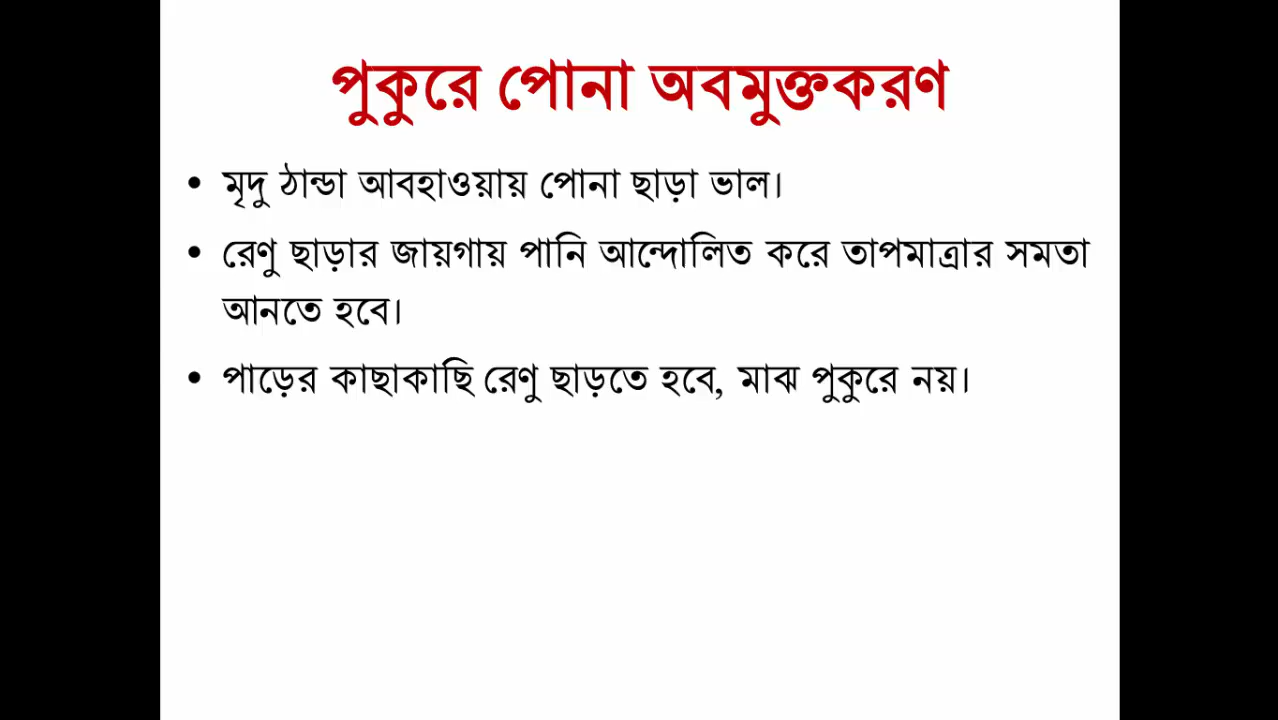 পুকুরে পোনা অবমুক্তকরণ
• মৃদু ঠান্ডা আবহাওয়ায় পোনা ছাড়া ভাল।
• রেণু ছাড়ার জায়গায় পানি আন্দোলিত করে তাপমাত্রার সমতা
আনতে হবে।
• পাড়ের কাছাকাছি রেণু ছাড়তে হবে, মাঝ পুকুরে নয়।